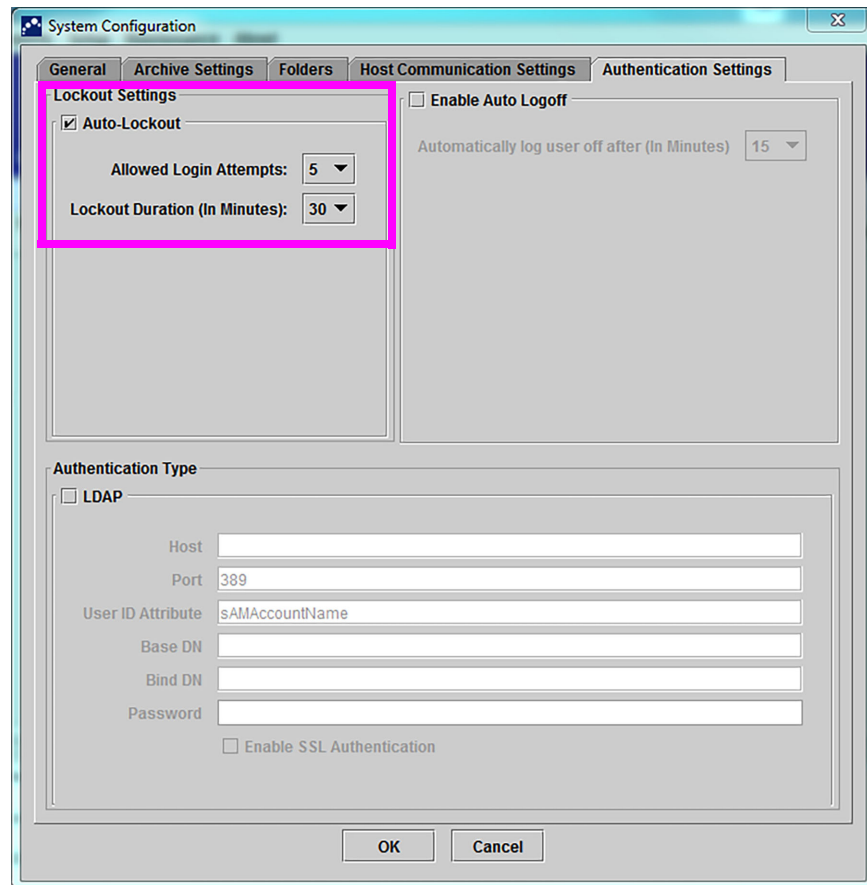 System Configuration
General Archive Settings Folders Host Communication Settings Authentication Settings
Lockout Settings
Auto-Lockout
Allowed Login Attempts: 5
Lockout Duration (In Minutes): 30
Enable Auto Logoff
Automatically log user off after (In Minutes) 15
Authentication Type
LDAP
Host
Port 389
User ID Attribute sAMAccountName
Base DN
Bind DN
Password
Enable SSL Authentication
OK Cancel